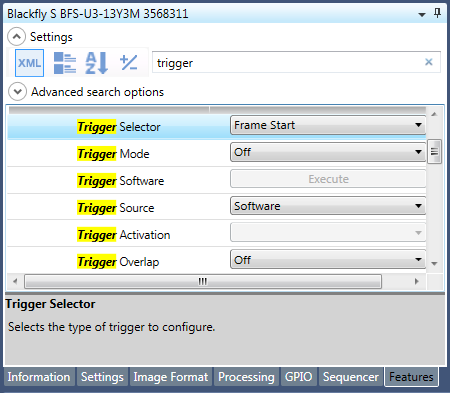 Blackfly S BFS-U3-13Y3M 3568311
Settings
XML A Z +/- trigger ×
Advanced search options
Trigger Selector Frame Start
Trigger Mode Off
Trigger Software Execute
Trigger Source Software
Trigger Activation
Trigger Overlap Off
Trigger Selector
Selects the type of trigger to configure.
Information Settings Image Format Processing GPIO Sequencer Features